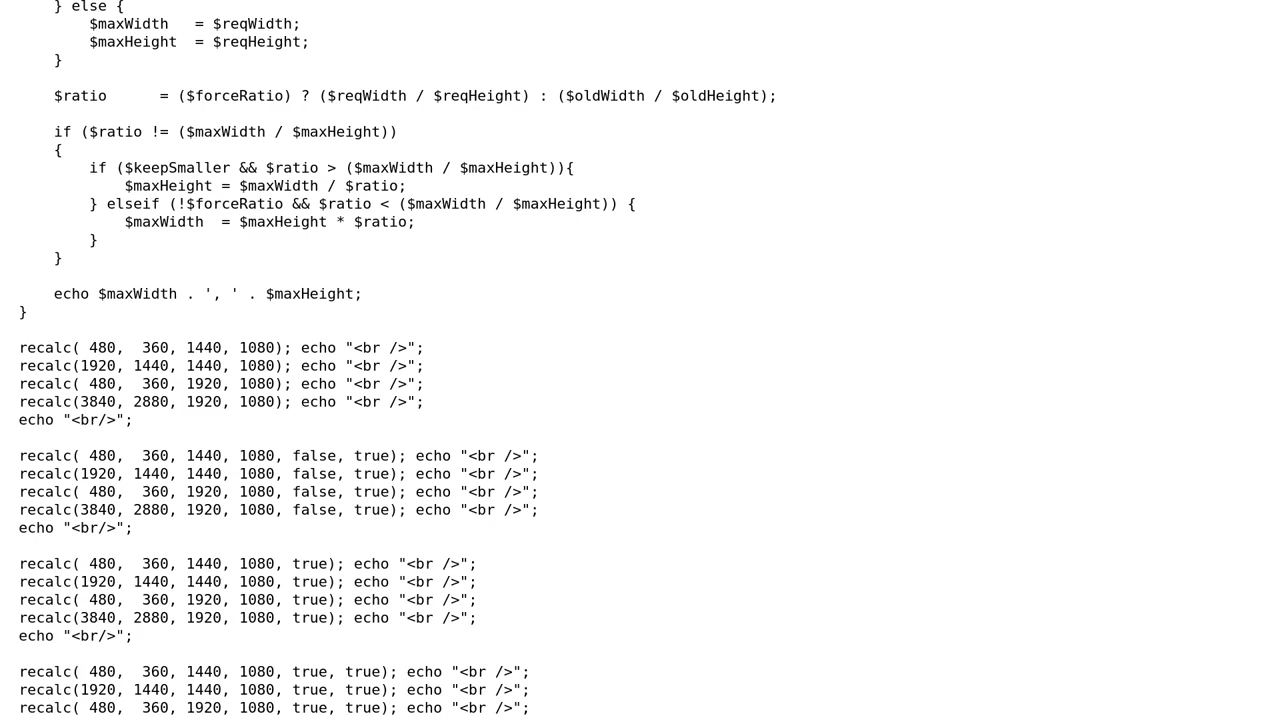 } else {
        $maxWidth   = $reqWidth;
        $maxHeight  = $reqHeight;
    }

    $ratio      = ($forceRatio) ? ($reqWidth / $reqHeight) : ($oldWidth / $oldHeight);

    if ($ratio != ($maxWidth / $maxHeight))
    {
        if ($keepSmaller && $ratio > ($maxWidth / $maxHeight)){
            $maxHeight = $maxWidth / $ratio;
        } elseif (!$forceRatio && $ratio < ($maxWidth / $maxHeight)) {
            $maxWidth  = $maxHeight * $ratio;
        }
    }

    echo $maxWidth . ', ' . $maxHeight;
}

recalc( 480,  360, 1440, 1080); echo "<br />";
recalc(1920, 1440, 1440, 1080); echo "<br />";
recalc( 480,  360, 1920, 1080); echo "<br />";
recalc(3840, 2880, 1920, 1080); echo "<br />";
echo "<br/>";

recalc( 480,  360, 1440, 1080, false, true); echo "<br />";
recalc(1920, 1440, 1440, 1080, false, true); echo "<br />";
recalc( 480,  360, 1920, 1080, false, true); echo "<br />";
recalc(3840, 2880, 1920, 1080, false, true); echo "<br />";
echo "<br/>";

recalc( 480,  360, 1440, 1080, true); echo "<br />";
recalc(1920, 1440, 1440, 1080, true); echo "<br />";
recalc( 480,  360, 1920, 1080, true); echo "<br />";
recalc(3840, 2880, 1920, 1080, true); echo "<br />";
echo "<br/>";

recalc( 480,  360, 1440, 1080, true, true); echo "<br />";
recalc(1920, 1440, 1440, 1080, true, true); echo "<br />";
recalc( 480,  360, 1920, 1080, true, true); echo "<br />";